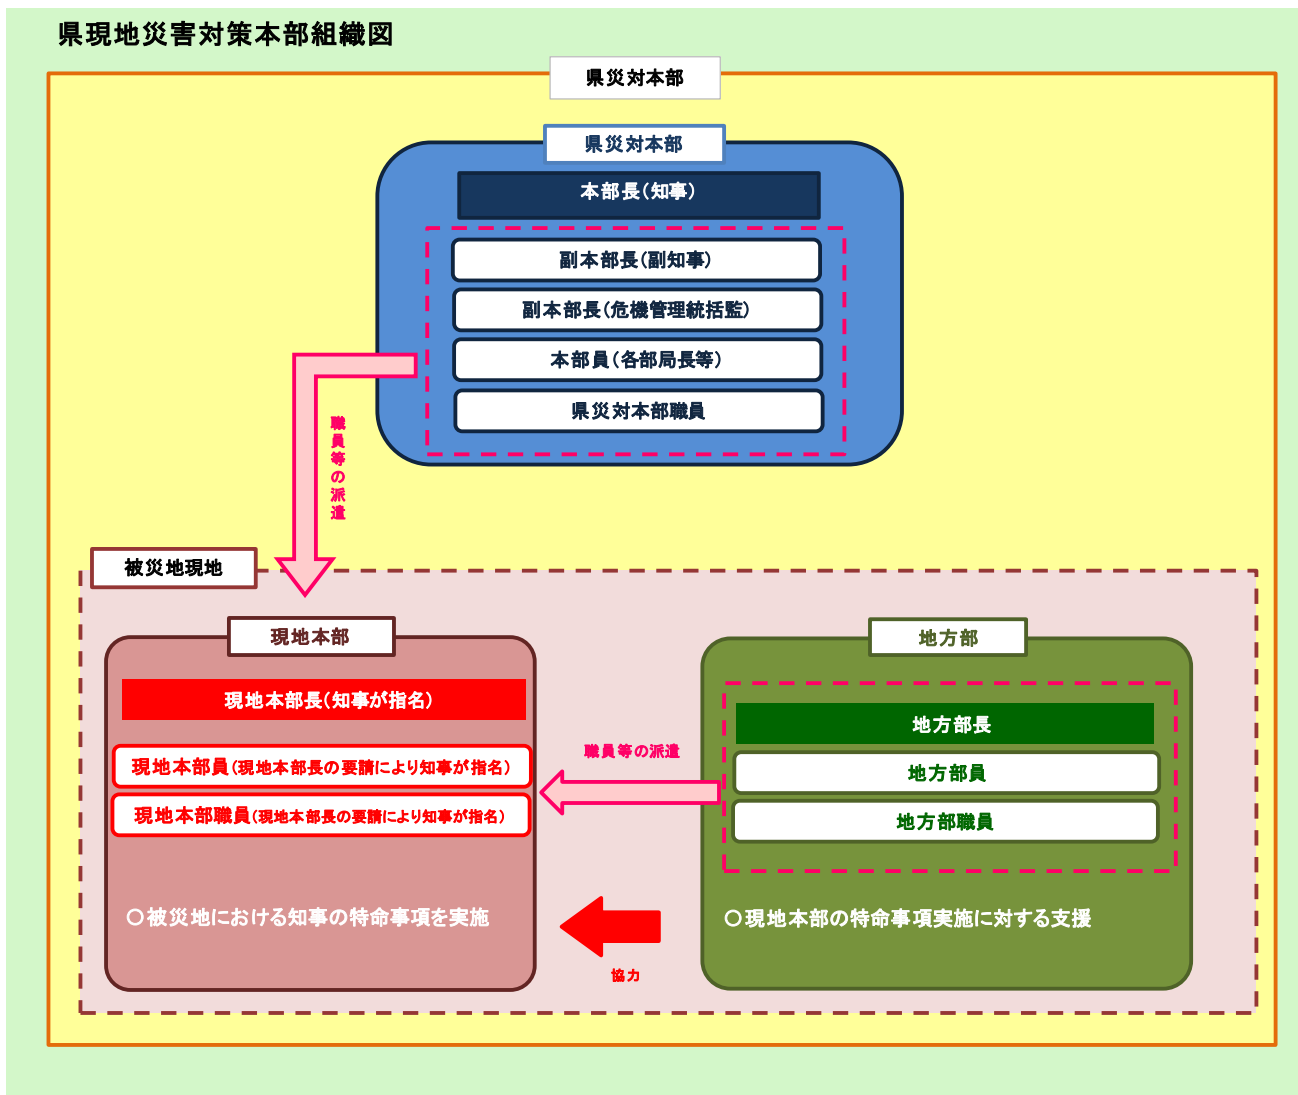 県現地災害対策本部組織図
県災対本部
県災対本部
本部長（知事）
副本部長（副知事）
副本部長（危機管理統括監）
本部員（各部局長等）
県災対本部職員
職員等の派遣
被災地現地
現地本部
現地本部長（知事が指名）
現地本部員（現地本部長の要請により知事が指名）
現地本部職員（現地本部長の要請により知事が指名）
〇被災地における知事の特命事項を実施
職員等の派遣
協力
地方部
地方部長
地方部員
地方部職員
〇現地本部の特命事項実施に対する支援